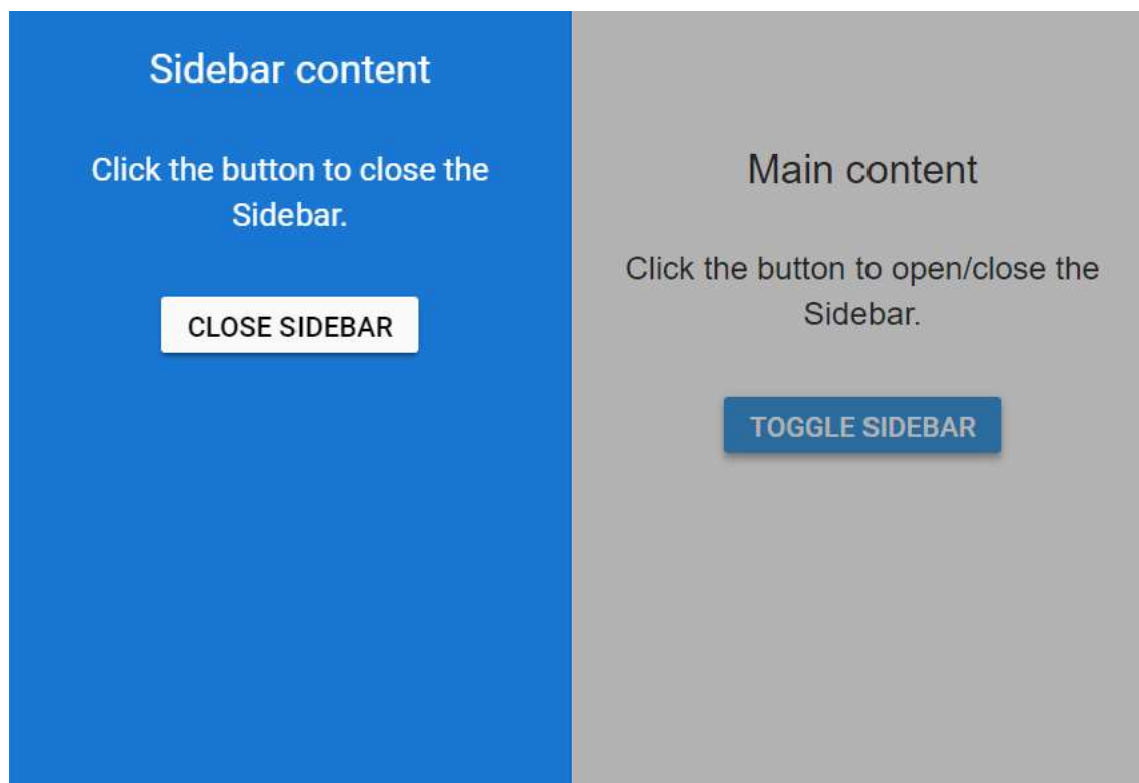 Sidebar content
Click the button to close the
Sidebar.
CLOSE SIDEBAR
Main content
Click the button to open/close the
Sidebar.
TOGGLE SIDEBAR